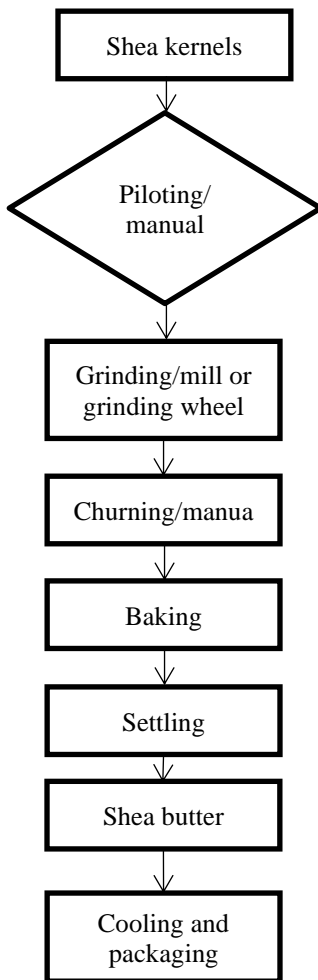 Shea kernels
Piloting/
manual
Grinding/mill or
grinding wheel
Churning/manua
Baking
Settling
Shea butter
Cooling and
packaging